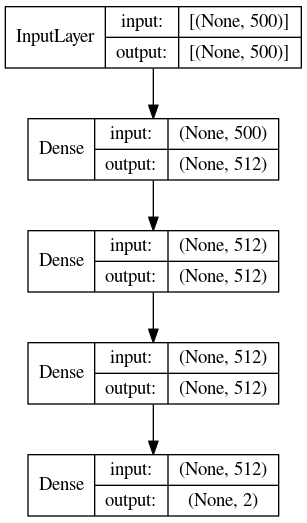 InputLayer input: [(None, 500)]
output: [(None, 500)]
Dense input: (None, 500)
output: (None, 512)
Dense input: (None, 512)
output: (None, 512)
Dense input: (None, 512)
output: (None, 512)
Dense input: (None, 512)
output: (None, 2)